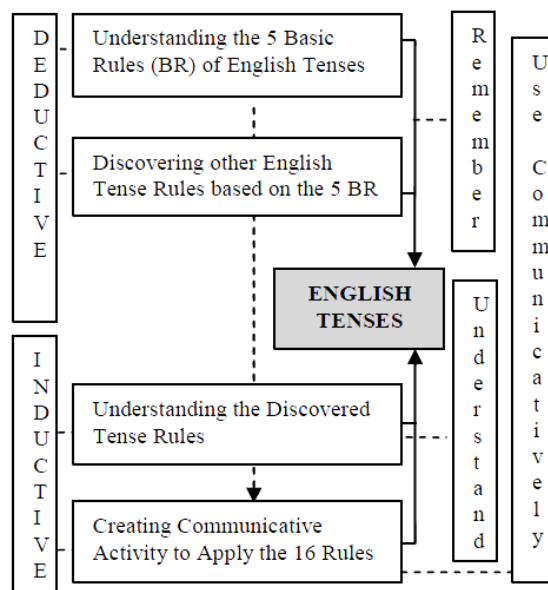 DEDUCTIVE
Understanding the 5 Basic
Rules (BR) of English Tenses
Discovering other English
Tense Rules based on the 5 BR
Remember
Use Communicatively
ENGLISH
TENSES
INDUCTIVE
Understanding the Discovered
Tense Rules
Creating Communicative
Activity to Apply the 16 Rules
Understand